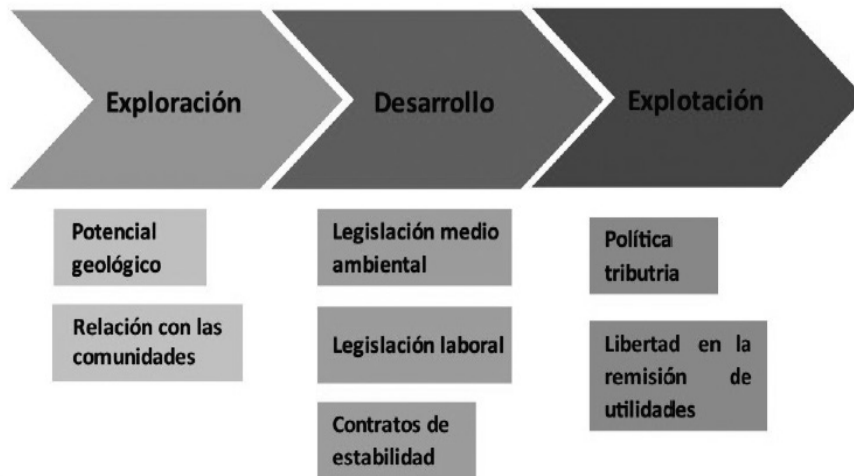 Exploración
Desarrollo
Explotación
Potencial
geológico
Relación con las
comunidades
Legislación medio
ambiental
Legislación laboral
Contratos de
estabilidad
Política
tributria
Libertad en la
remisión de
utilidades